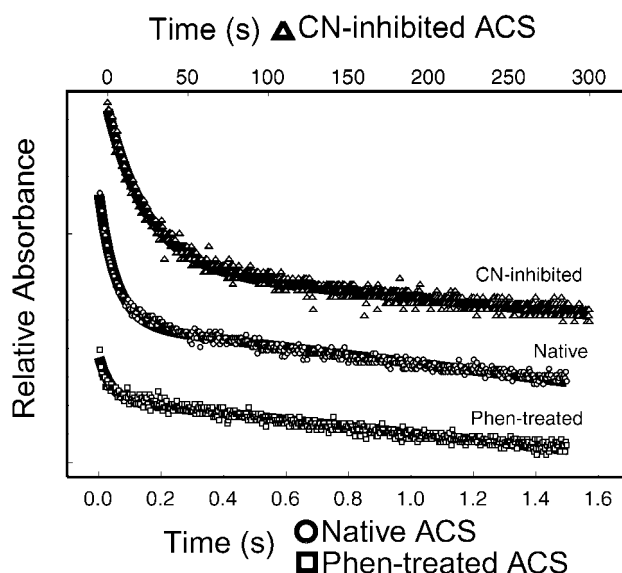 Time (s) △ CN-inhibited ACS
0 50 100 150 200 250 300
Relative Absorbance
CN-inhibited
Native
Phen-treated
0.0 0.2 0.4 0.6 0.8 1.0 1.2 1.4 1.6
Time (s) ○ Native ACS
□ Phen-treated ACS